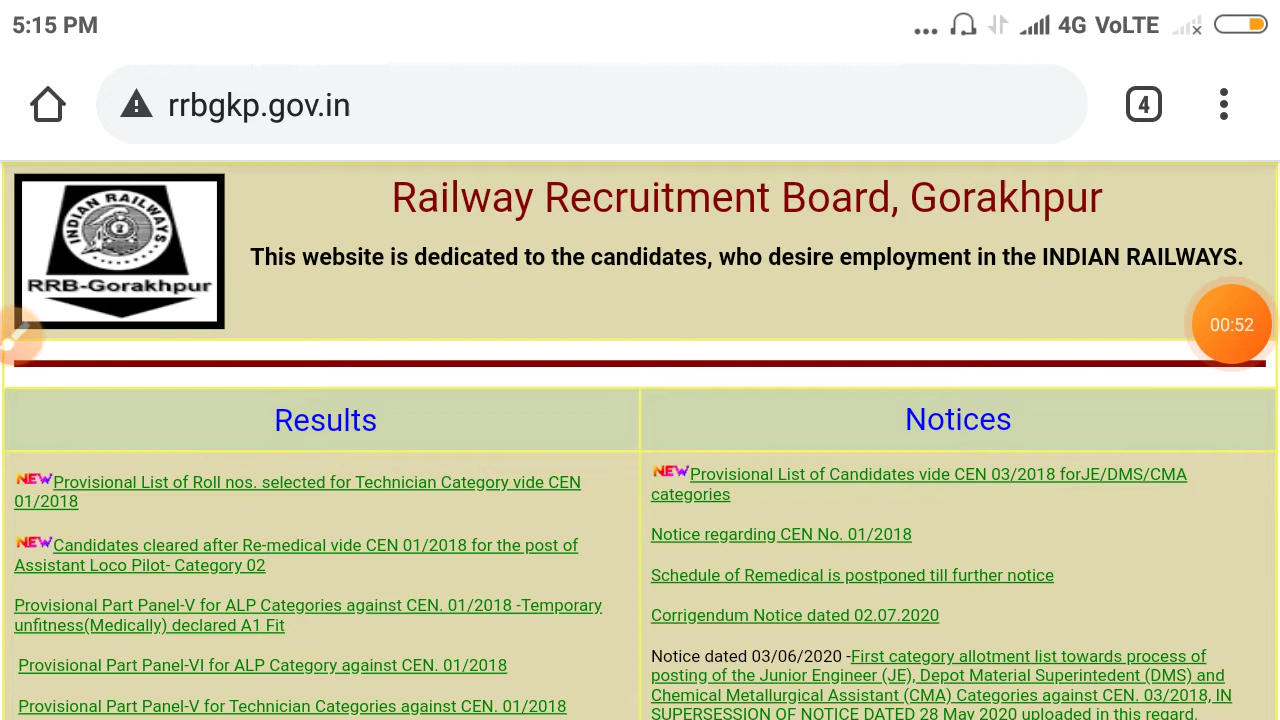 5:15 PM
4G VoLTE
rrbgkp.gov.in
4
INDIAN RAILWAYS
RRB-Gorakhpur
Railway Recruitment Board, Gorakhpur
This website is dedicated to the candidates, who desire employment in the INDIAN RAILWAYS.
00:52
Results
NEWProvisional List of Roll nos. selected for Technician Category vide CEN
01/2018
NEWCandidates cleared after Re-medical vide CEN 01/2018 for the post of
Assistant Loco Pilot- Category 02
Provisional Part Panel-V for ALP Categories against CEN. 01/2018 -Temporary
unfitness(Medically) declared A1 Fit
Provisional Part Panel-VI for ALP Category against CEN. 01/2018
Provisional Part Panel-V for Technician Categories against CEN. 01/2018
Notices
NEWProvisional List of Candidates vide CEN 03/2018 forJE/DMS/CMA
categories
Notice regarding CEN No. 01/2018
Schedule of Remedical is postponed till further notice
Corrigendum Notice dated 02.07.2020
Notice dated 03/06/2020 -First category allotment list towards process of
posting of the Junior Engineer (JE), Depot Material Superintedent (DMS) and
Chemical Metallurgical Assistant (CMA) Categories against CEN. 03/2018, IN
SUPERSESSION OF NOTICE DATED 28 May 2020 uploaded in this regard.